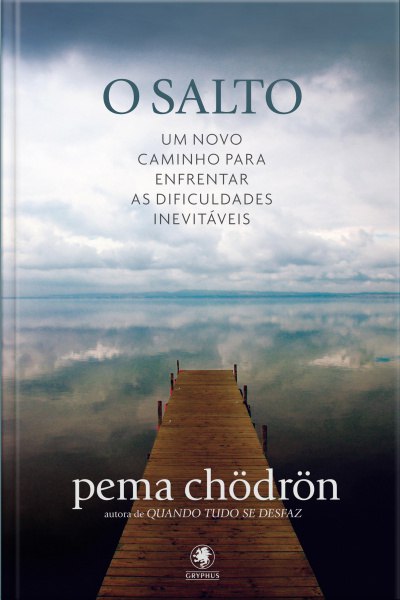 O SALTO
UM NOVO
CAMINHO PARA
ENFRENTAR
AS DIFICULDADES
INEVITÁVEIS
pema chödrön
autora de QUANDO TUDO SE DESFAZ
GRYPHUS